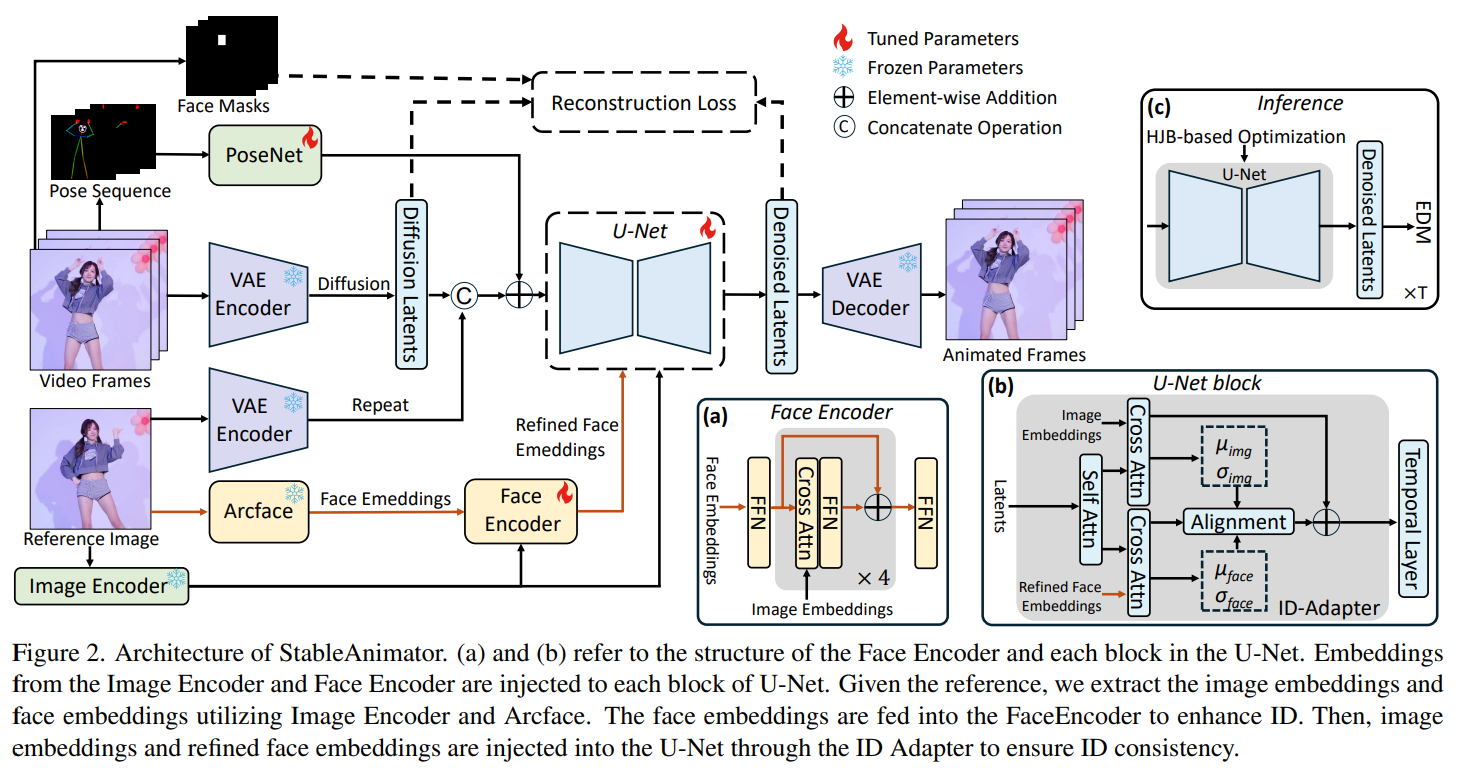 Face Masks
Pose Sequence
Video Frames
Reference Image
Image Encoder
PoseNet
VAE
Encoder
Diffusion
Diffusion Latents
VAE
Encoder
Repeat
Arcface
Face Emeddings
Face
Encoder
Refined Face
Emeddings
Reconstruction Loss
C
U-Net
Denoised Latents
VAE
Decoder
Animated Frames
Tuned Parameters
Frozen Parameters
Element-wise Addition
C
Concatenate Operation
(c)
Inference
HJB-based Optimization
U-Net
Denoised Latents
EDM
×T
(a)
Face Encoder
Face Embeddings
FFN
Cross Attn
FFN
FFN
× 4
Image Embeddings
(b)
U-Net block
Image
Embeddings
Latents
Self Attn
Cross Attn
Cross Attn
μimg
σimg
Alignment
μface
σface
Refined Face
Embeddings
ID-Adapter
Temporal Layer
Figure 2. Architecture of StableAnimator. (a) and (b) refer to the structure of the Face Encoder and each block in the U-Net. Embeddings
from the Image Encoder and Face Encoder are injected to each block of U-Net. Given the reference, we extract the image embeddings and
face embeddings utilizing Image Encoder and Arcface. The face embeddings are fed into the FaceEncoder to enhance ID. Then, image
embeddings and refined face embeddings are injected into the U-Net through the ID Adapter to ensure ID consistency.